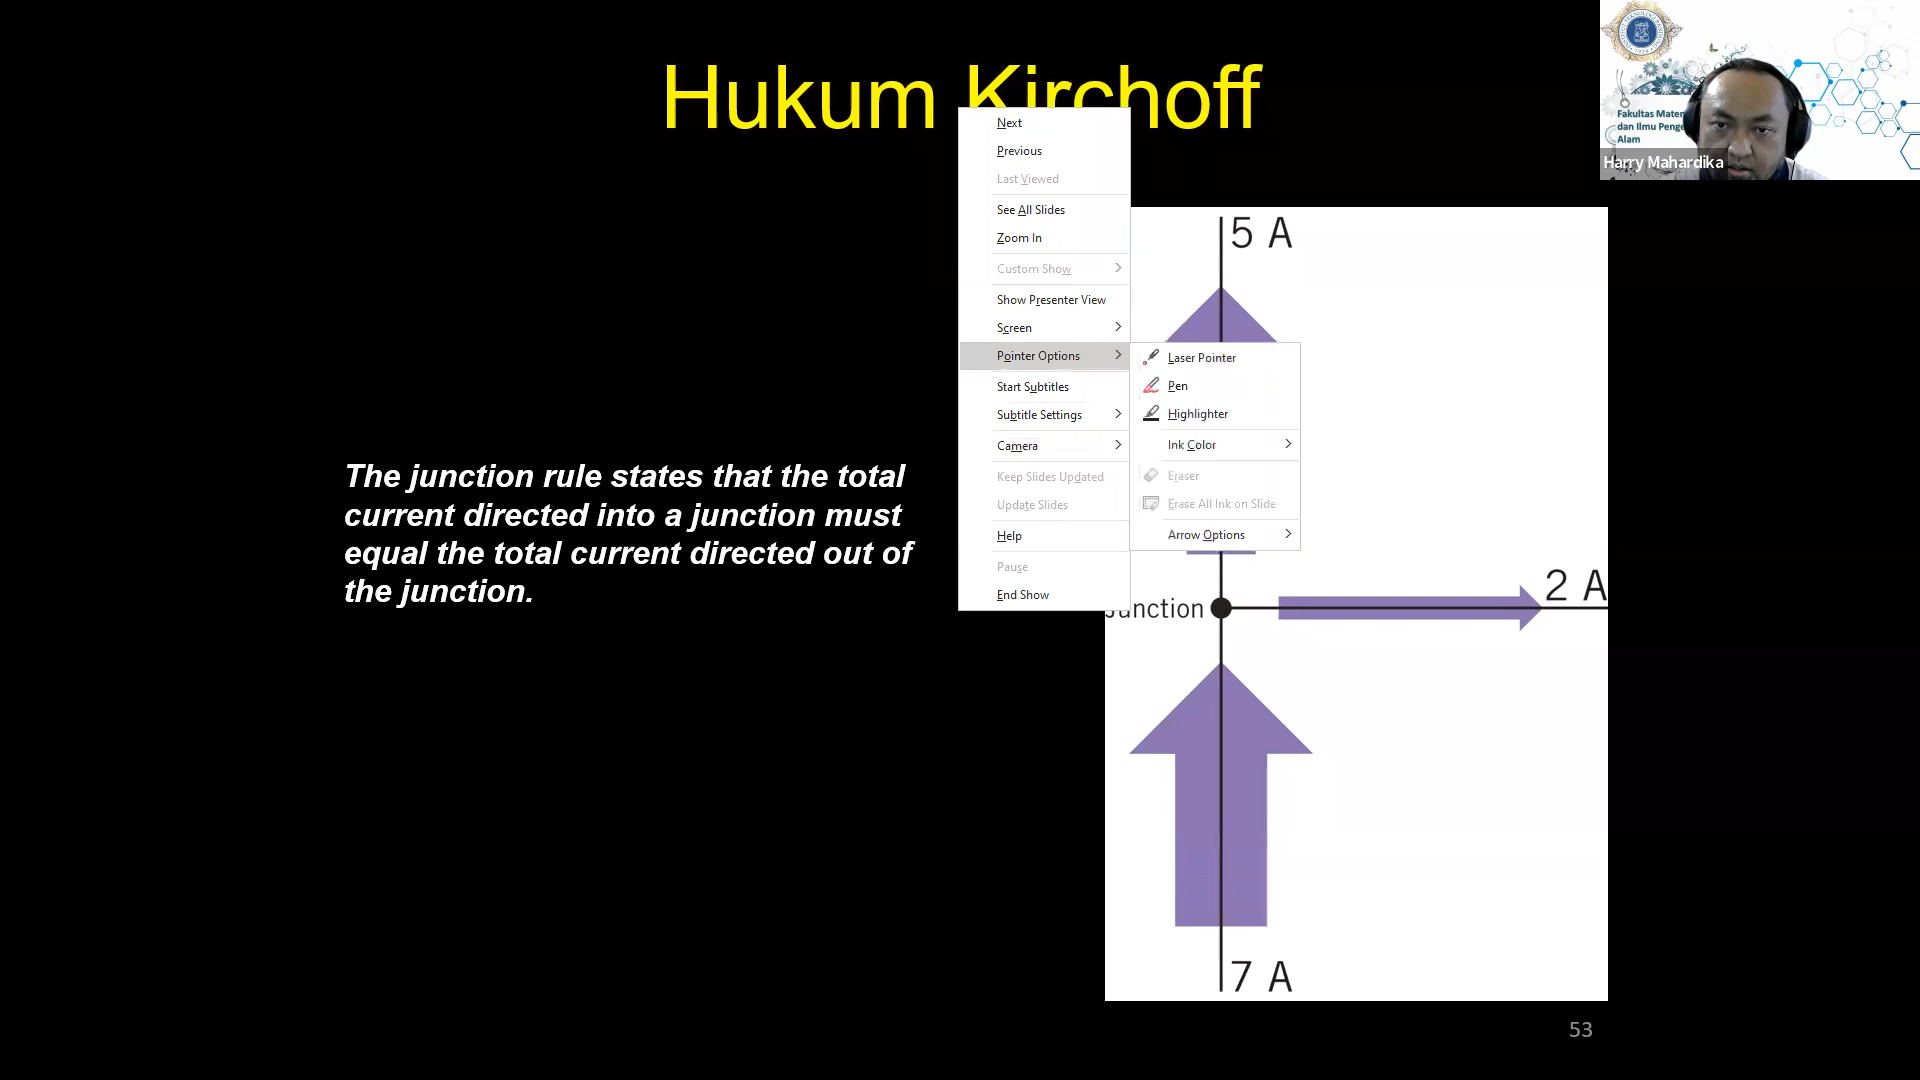 Hukum Kirchoff
Fakultas Mater
dan Ilmu Penge
Alam
Harry Mahardika
Next
Previous
Last Viewed
See All Slides
Zoom In
Custom Show
Show Presenter View
Screen
Pointer Options
Start Subtitles
Subtitle Settings
Camera
Keep Slides Updated
Update Slides
Help
Pause
End Show
Laser Pointer
Pen
Highlighter
Ink Color
Eraser
Erase All Ink on Slide
Arrow Options
The junction rule states that the total
current directed into a junction must
equal the total current directed out of
the junction.
5 A
2 A
Junction
7 A
53